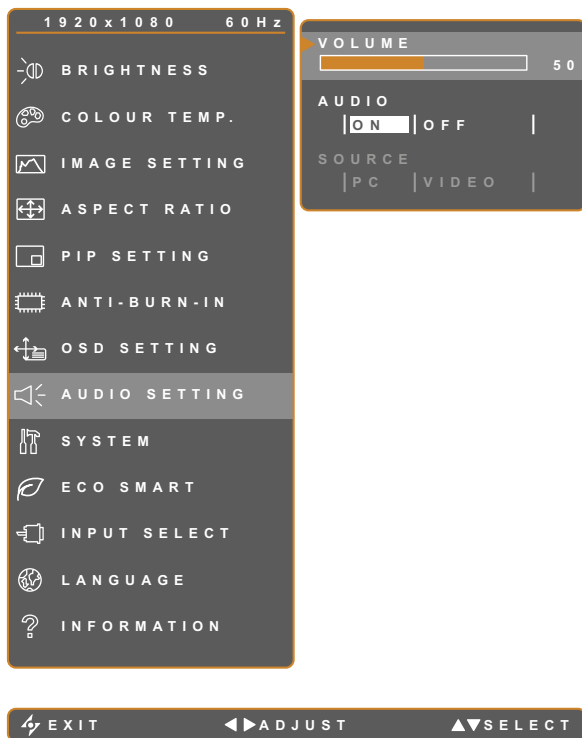 1920x1080 60Hz
BRIGHTNESS
COLOUR TEMP.
IMAGE SETTING
ASPECT RATIO
PIP SETTING
ANTI-BURN-IN
OSD SETTING
AUDIO SETTING
SYSTEM
ECO SMART
INPUT SELECT
LANGUAGE
INFORMATION
VOLUME
50
AUDIO
ON OFF
SOURCE
PC VIDEO
EXIT ADJUST SELECT